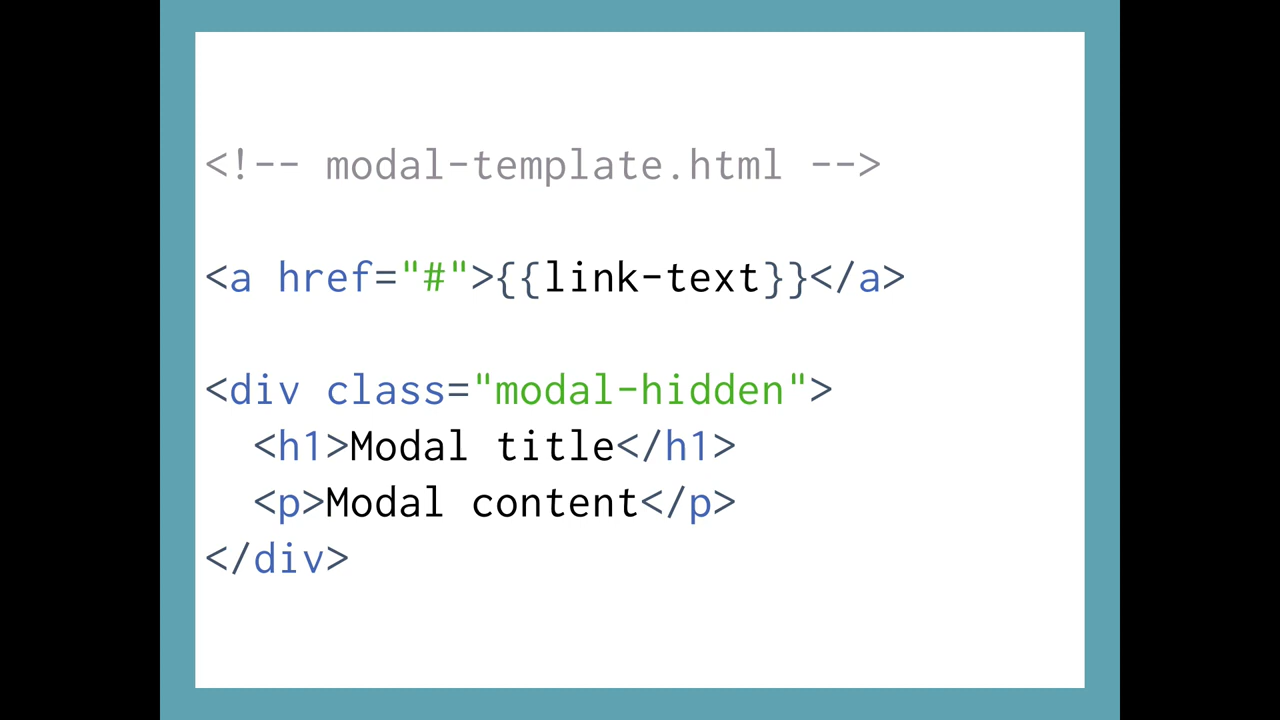 <!-- modal-template.html -->
<a href="#">{{link-text}}</a>
<div class="modal-hidden">
<h1>Modal title</h1>
<p>Modal content</p>
</div>